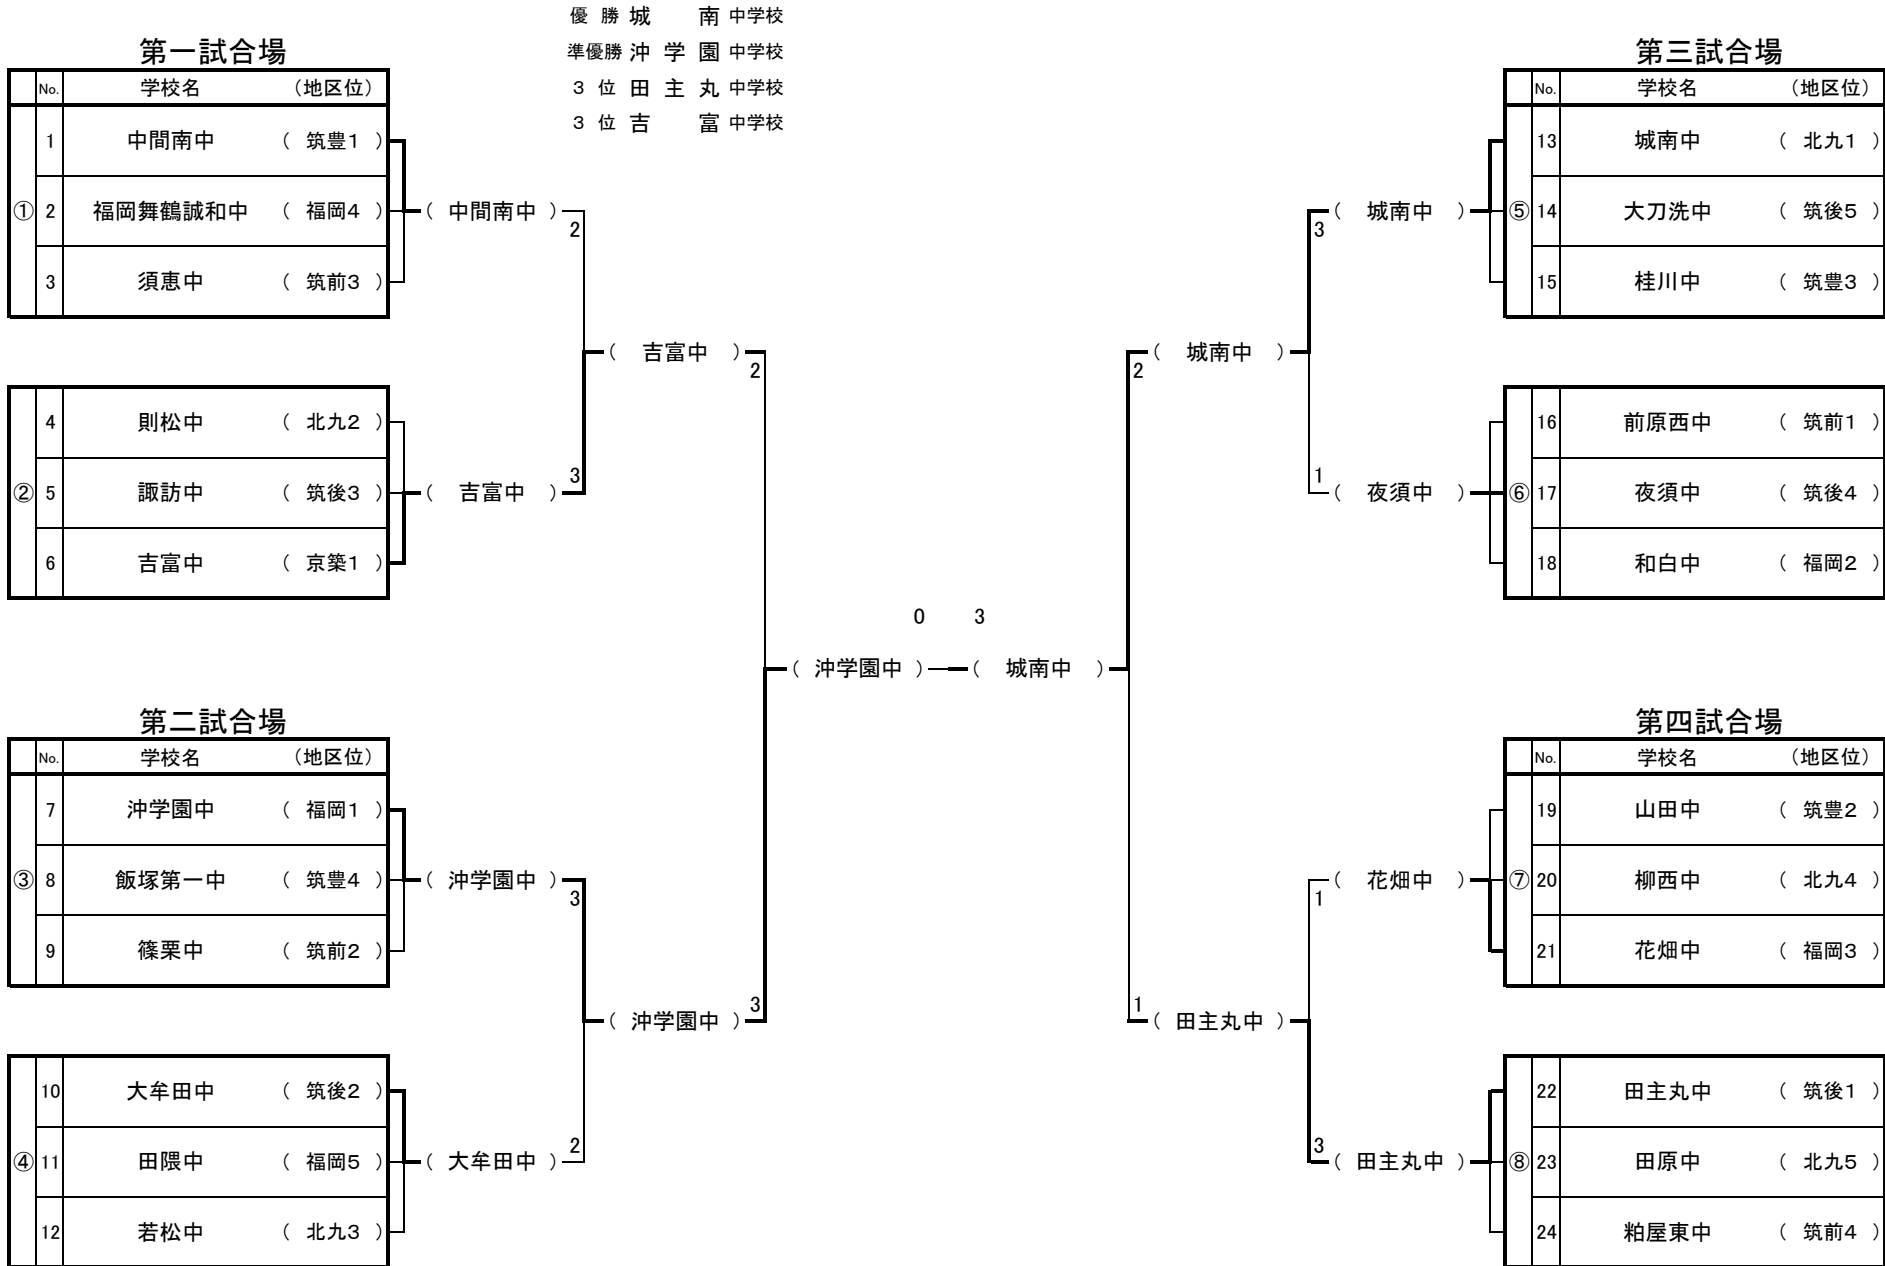 優 勝 城 南 中学校
準優勝 沖 学 園 中学校
3 位 田 主 丸 中学校
3 位 吉 富 中学校
第一試合場
No. 学校名 （地区位）
①
1 中間南中 （ 筑豊1 ）
2 福岡舞鶴誠和中 （ 福岡4 ）
3 須恵中 （ 筑前3 ）
②
4 則松中 （ 北九2 ）
5 諏訪中 （ 筑後3 ）
6 吉富中 （ 京築1 ）
第二試合場
No. 学校名 （地区位）
③
7 沖学園中 （ 福岡1 ）
8 飯塚第一中 （ 筑豊4 ）
9 篠栗中 （ 筑前2 ）
④
10 大牟田中 （ 筑後2 ）
11 田隈中 （ 福岡5 ）
12 若松中 （ 北九3 ）
（ 中間南中 ）
2
3
（ 吉富中 ）
（ 沖学園中 ）
3
2
（ 大牟田中 ）
（ 吉富中 ）
2
3
（ 沖学園中 ）
0 3
（ 沖学園中 ） （ 城南中 ）
（ 城南中 ）
2
1
（ 田主丸中 ）
（ 城南中 ）
3
1
（ 夜須中 ）
（ 花畑中 ）
1
3
（ 田主丸中 ）
第三試合場
No. 学校名 （地区位）
⑤
13 城南中 （ 北九1 ）
14 大刀洗中 （ 筑後5 ）
15 桂川中 （ 筑豊3 ）
⑥
16 前原西中 （ 筑前1 ）
17 夜須中 （ 筑後4 ）
18 和白中 （ 福岡2 ）
第四試合場
No. 学校名 （地区位）
⑦
19 山田中 （ 筑豊2 ）
20 柳西中 （ 北九4 ）
21 花畑中 （ 福岡3 ）
⑧
22 田主丸中 （ 筑後1 ）
23 田原中 （ 北九5 ）
24 粕屋東中 （ 筑前4 ）